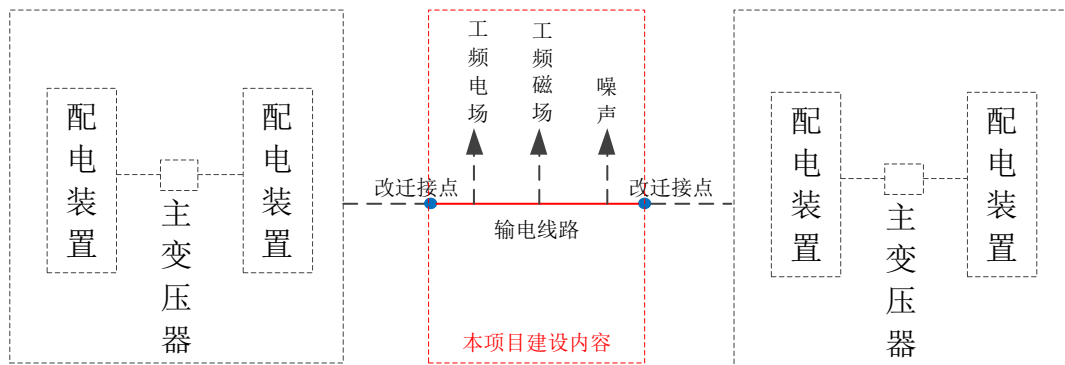 工频电场
工频磁场
噪声
配电装置
配电装置
主变压器
改迁接点
改迁接点
输电线路
本项目建设内容
配电装置
配电装置
主变压器